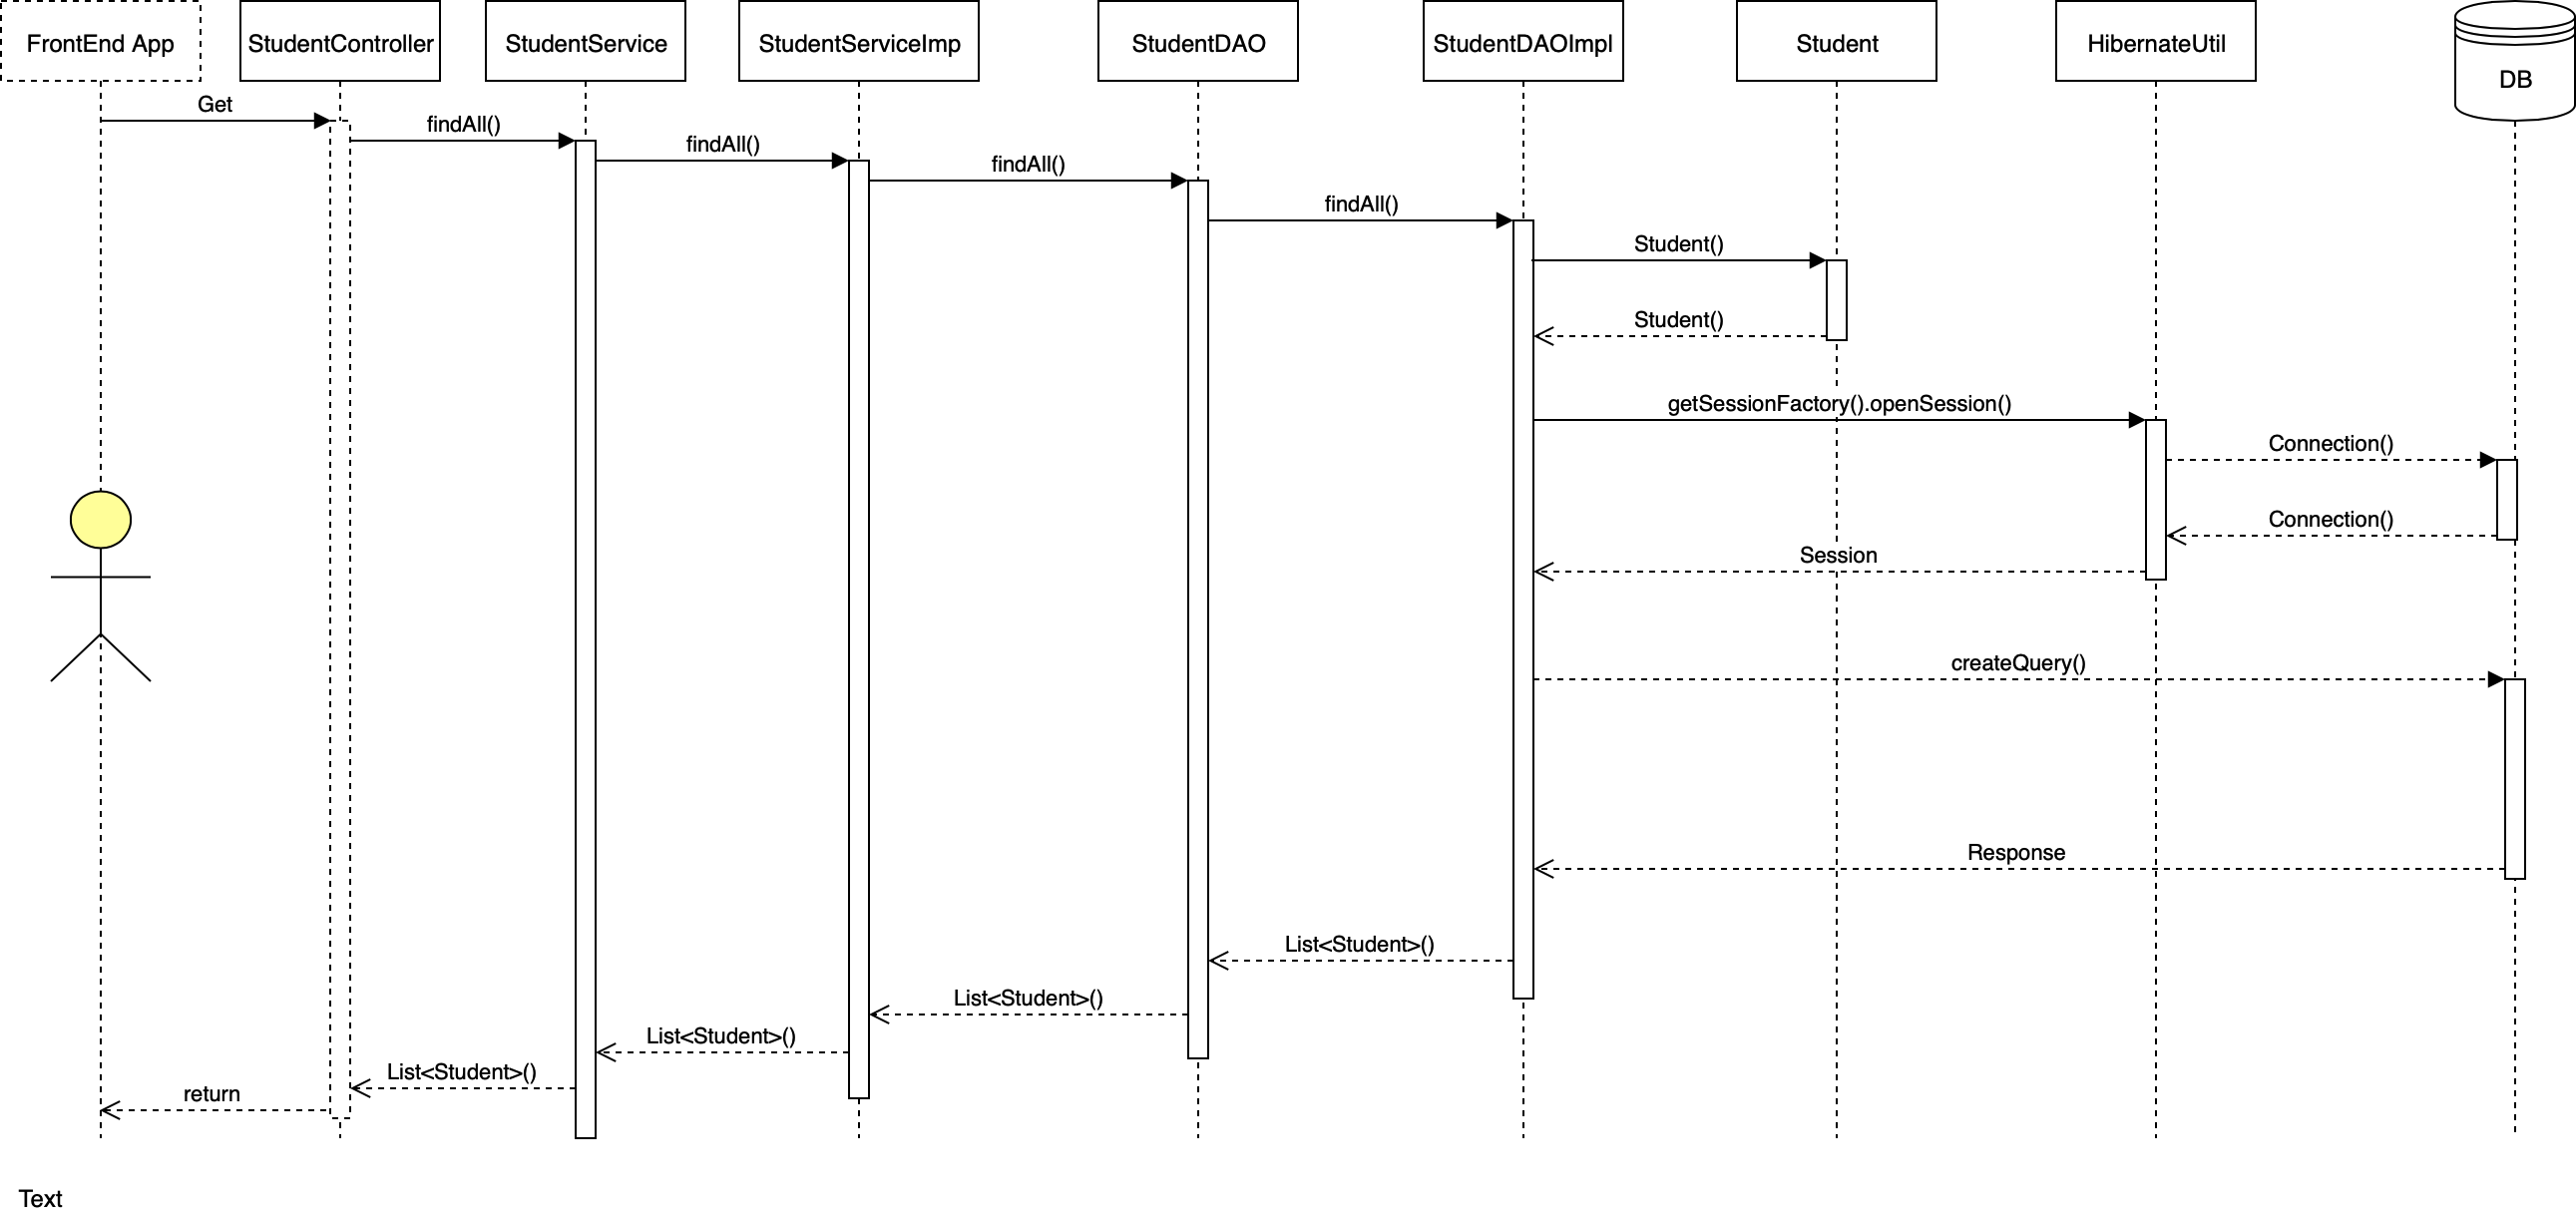 FrontEnd App
StudentController
StudentService
StudentServiceImp
StudentDAO
StudentDAOImpl
Student
HibernateUtil
DB
Get
findAll()
findAll()
findAll()
findAll()
Student()
Student()
getSessionFactory().openSession()
Connection()
Connection()
Session
createQuery()
Response
List<Student>()
List<Student>()
List<Student>()
List<Student>()
return
Text